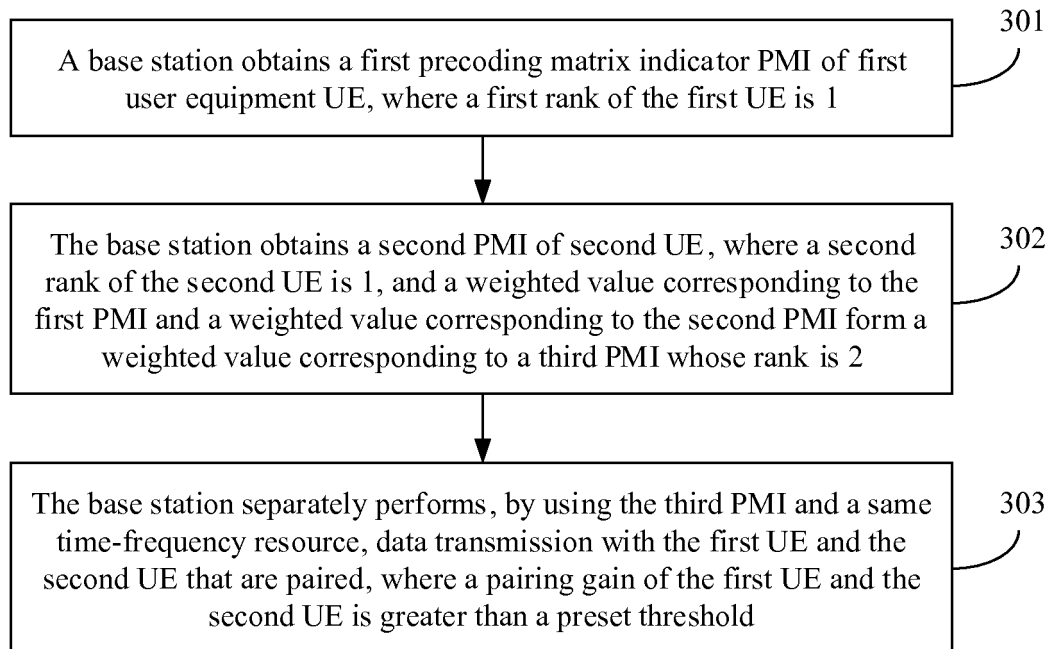 301
A base station obtains a first precoding matrix indicator PMI of first
user equipment UE, where a first rank of the first UE is 1
302
The base station obtains a second PMI of second UE, where a second
rank of the second UE is 1, and a weighted value corresponding to the
first PMI and a weighted value corresponding to the second PMI form a
weighted value corresponding to a third PMI whose rank is 2
303
The base station separately performs, by using the third PMI and a same
time-frequency resource, data transmission with the first UE and the
second UE that are paired, where a pairing gain of the first UE and the
second UE is greater than a preset threshold